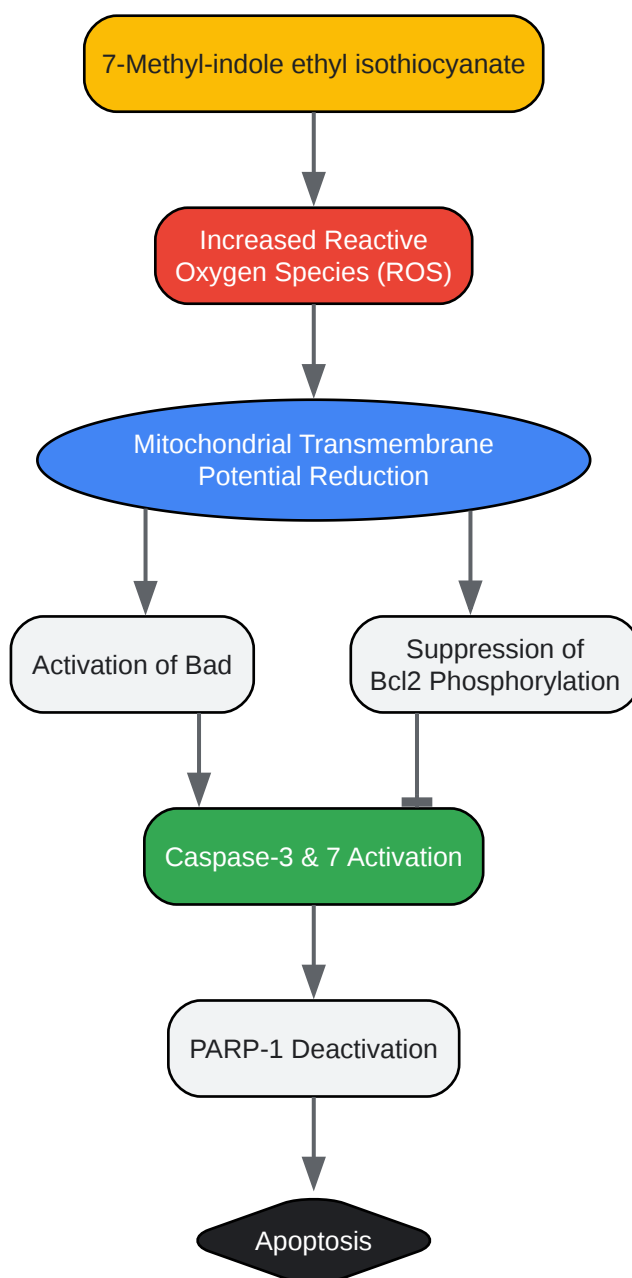 7-Methyl-indole ethyl isothiocyanate
Increased Reactive
Oxygen Species (ROS)
Mitochondrial Transmembrane
Potential Reduction
Activation of Bad
Suppression of
Bcl2 Phosphorylation
Caspase-3 & 7 Activation
PARP-1 Deactivation
Apoptosis